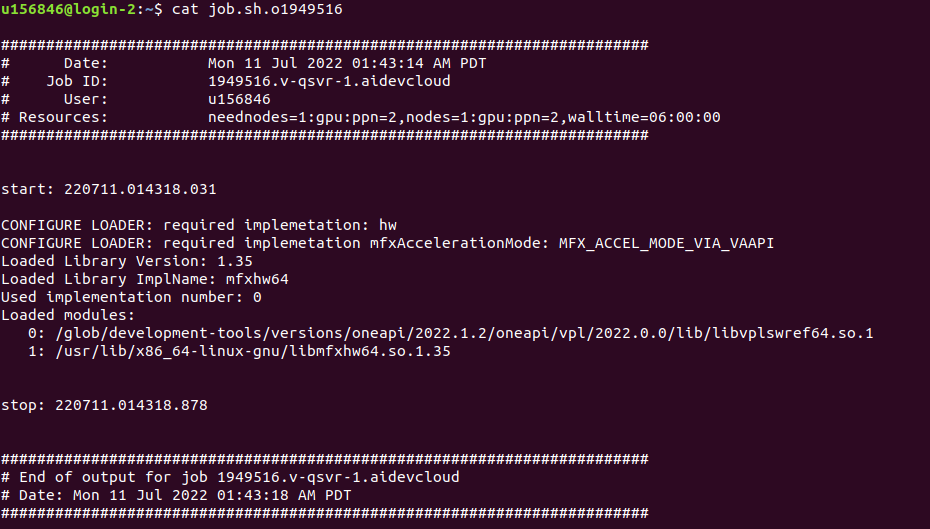 u156846@login-2:~$ cat job.sh.o1949516
########################################################################
#      Date:           Mon 11 Jul 2022 01:43:14 AM PDT
#    Job ID:           1949516.v-qsvr-1.aidevcloud
#      User:           u156846
# Resources:           neednodes=1:gpu:ppn=2,nodes=1:gpu:ppn=2,walltime=06:00:00
########################################################################
start: 220711.014318.031
CONFIGURE LOADER: required implemetation: hw
CONFIGURE LOADER: required implemetation mfxAccelerationMode: MFX_ACCEL_MODE_VIA_VAAPI
Loaded Library Version: 1.35
Loaded Library ImplName: mfxhw64
Used implementation number: 0
Loaded modules:
   0: /glob/development-tools/versions/oneapi/2022.1.2/oneapi/vpl/2022.0.0/lib/libvplswref64.so.1
   1: /usr/lib/x86_64-linux-gnu/libmfxhw64.so.1.35
stop: 220711.014318.878
########################################################################
# End of output for job 1949516.v-qsvr-1.aidevcloud
# Date: Mon 11 Jul 2022 01:43:18 AM PDT
########################################################################